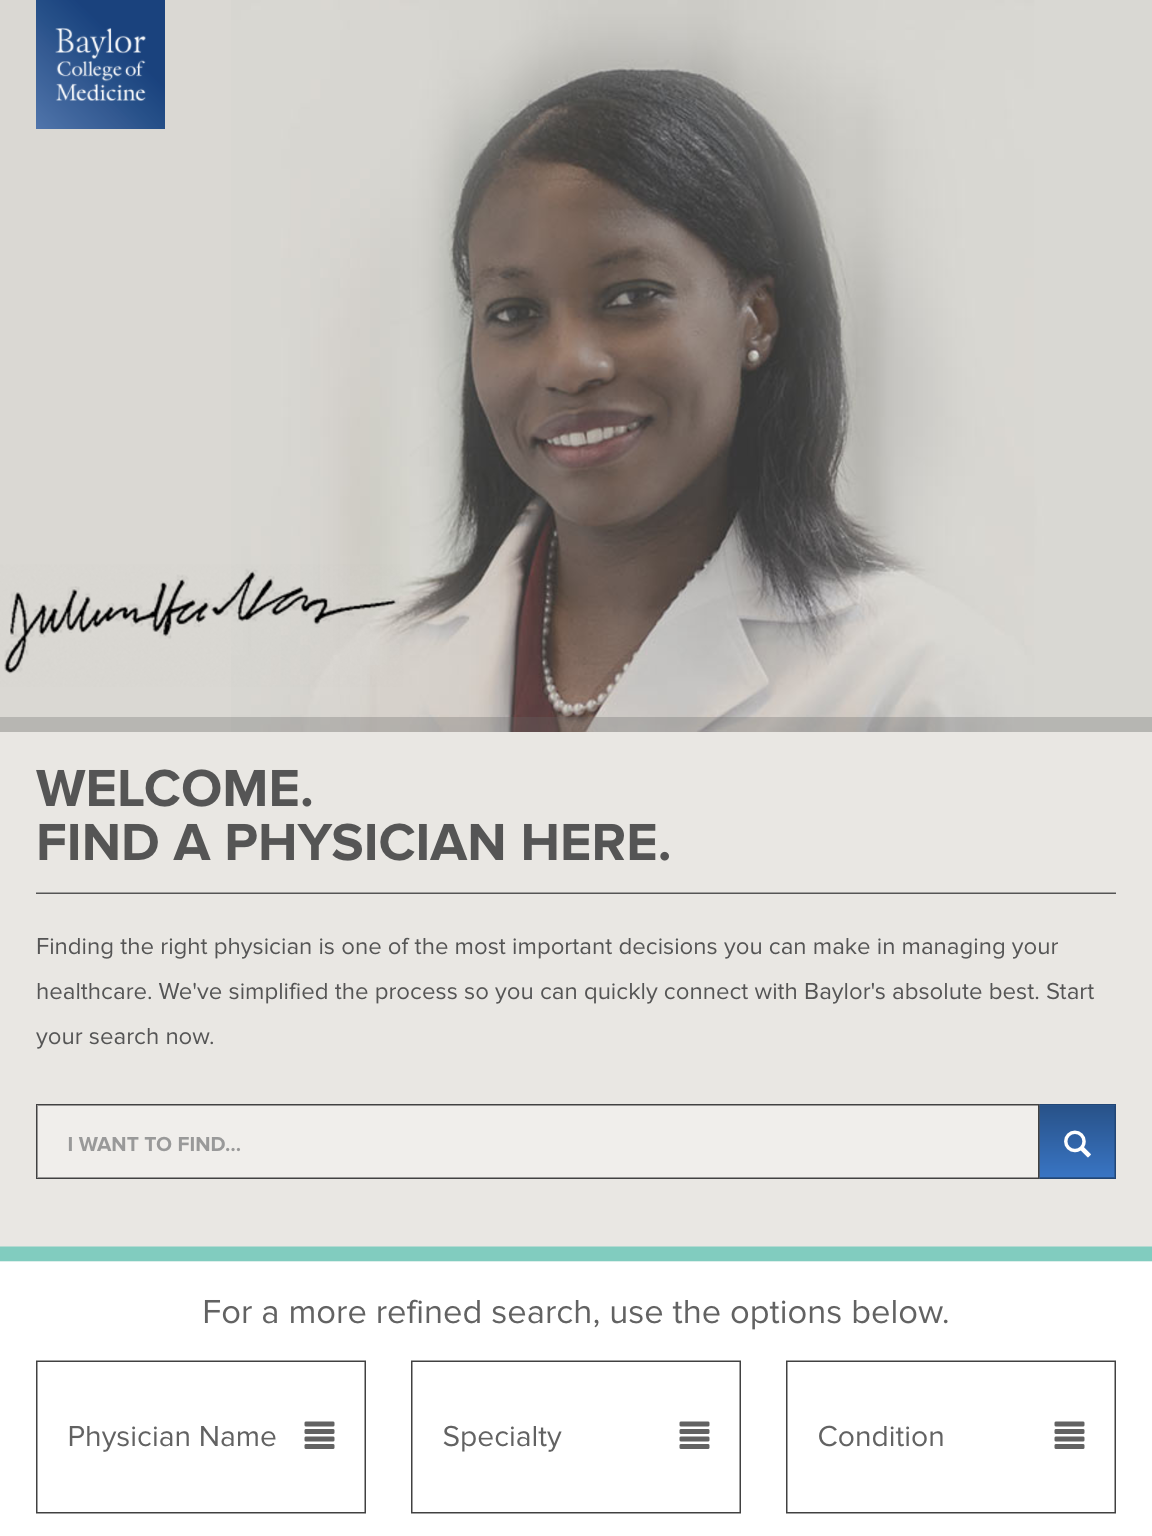 Baylor
College of
Medicine
WELCOME.
FIND A PHYSICIAN HERE.
Finding the right physician is one of the most important decisions you can make in managing your
healthcare. We've simplified the process so you can quickly connect with Baylor's absolute best. Start
your search now.
I WANT TO FIND...
For a more refined search, use the options below.
Physician Name
Specialty
Condition